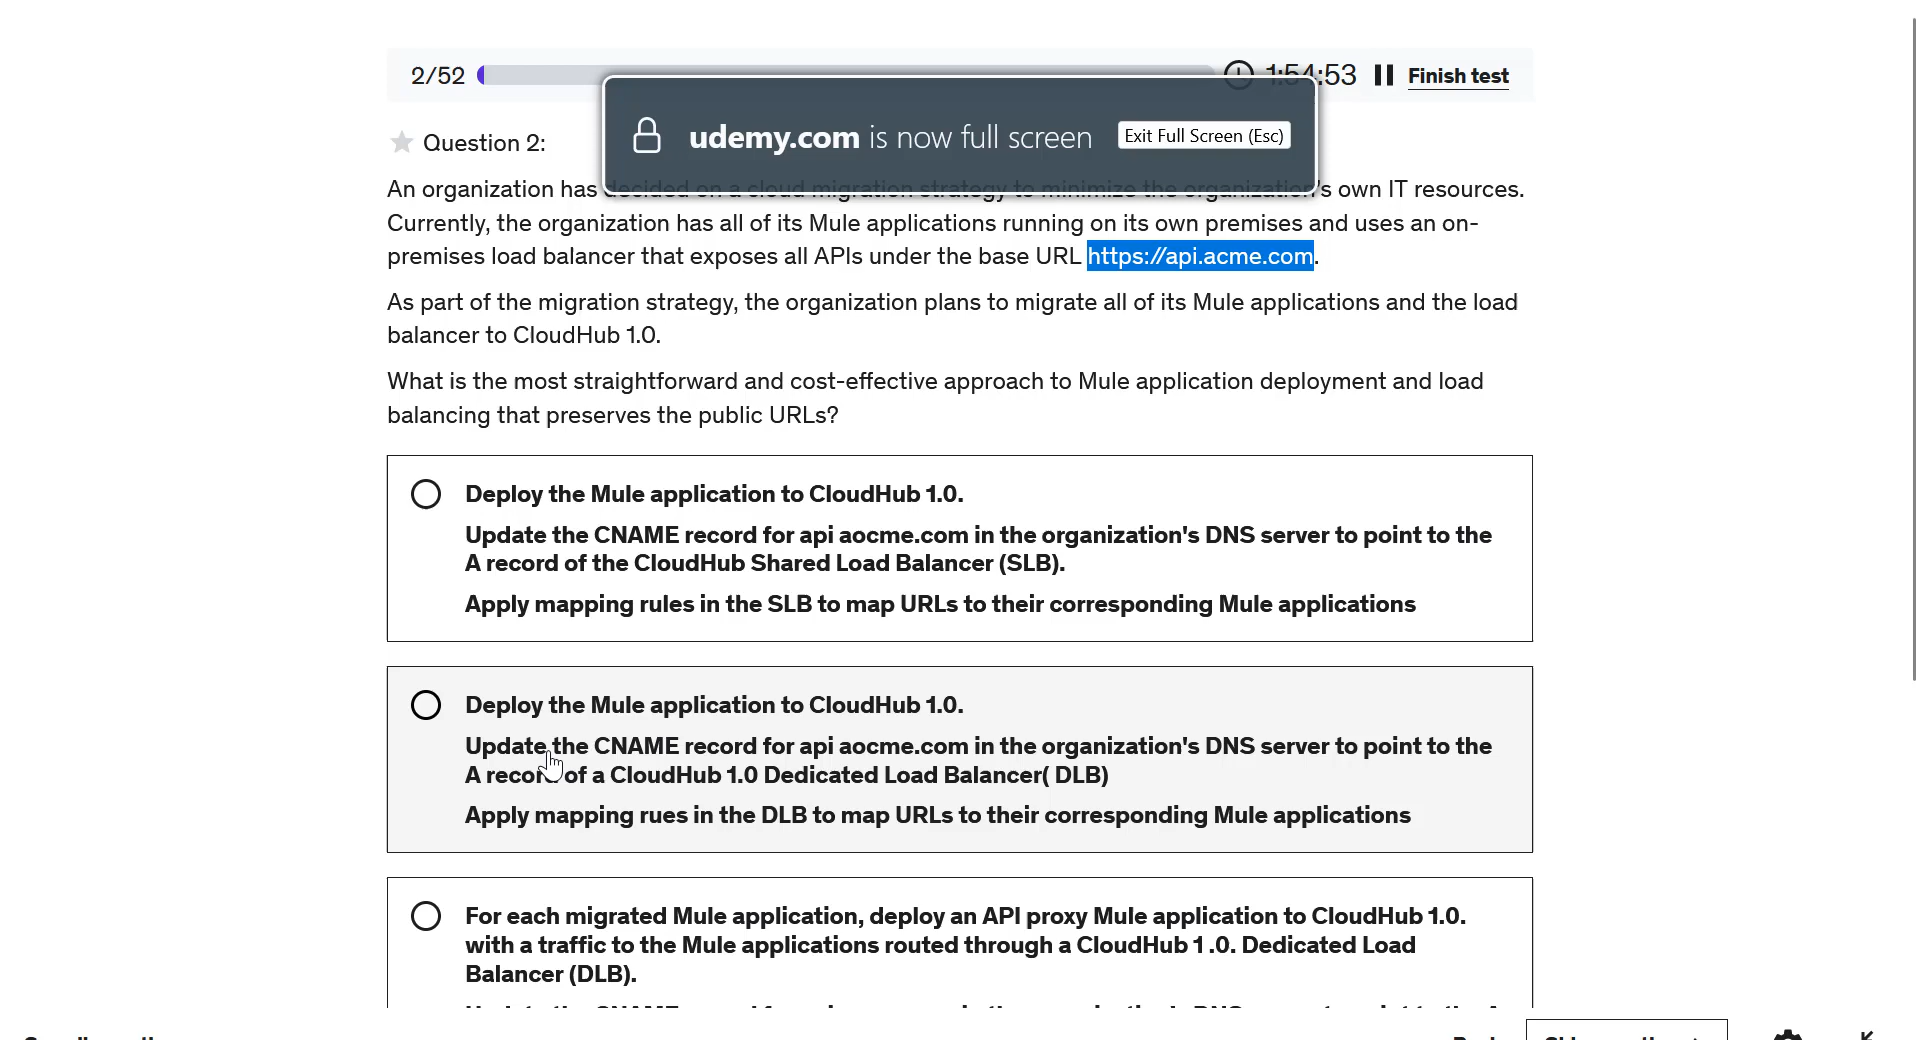 2/52
1:54:53
Finish test
udemy.com is now full screen
Exit Full Screen (Esc)
Question 2:
An organization has decided on a cloud migration strategy to minimize the organization's own IT resources.
Currently, the organization has all of its Mule applications running on its own premises and uses an on-
premises load balancer that exposes all APIs under the base URL https://api.acme.com.
As part of the migration strategy, the organization plans to migrate all of its Mule applications and the load
balancer to CloudHub 1.0.
What is the most straightforward and cost-effective approach to Mule application deployment and load
balancing that preserves the public URLs?
Deploy the Mule application to CloudHub 1.0.
Update the CNAME record for api aocme.com in the organization's DNS server to point to the
A record of the CloudHub Shared Load Balancer (SLB).
Apply mapping rules in the SLB to map URLs to their corresponding Mule applications
Deploy the Mule application to CloudHub 1.0.
Update the CNAME record for api aocme.com in the organization's DNS server to point to the
A record of a CloudHub 1.0 Dedicated Load Balancer( DLB)
Apply mapping rues in the DLB to map URLs to their corresponding Mule applications
For each migrated Mule application, deploy an API proxy Mule application to CloudHub 1.0.
with a traffic to the Mule applications routed through a CloudHub 1 .0. Dedicated Load
Balancer (DLB).